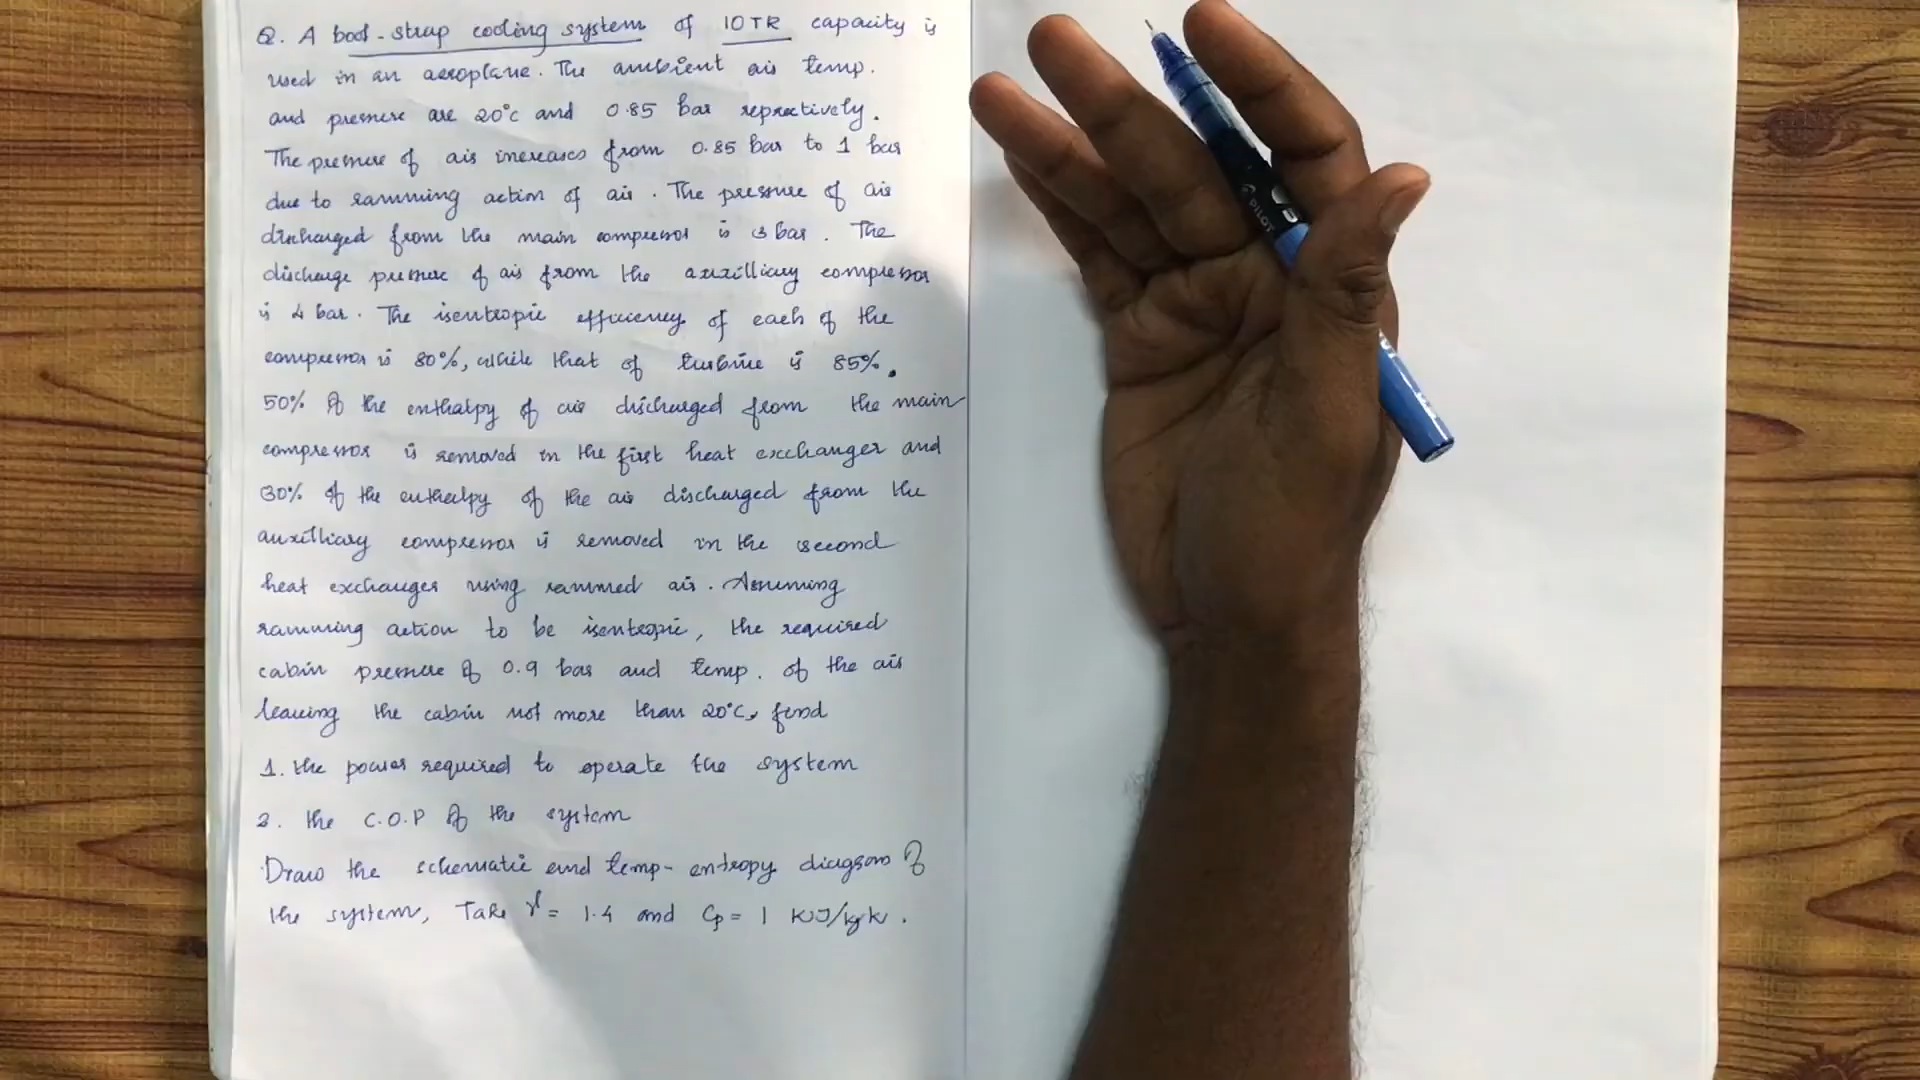 Q. A boot-strap cooling system of 10TR capacity is
used in an aeroplane. The ambient air temp.
and pressure are 20°C and 0.85 bar reprectively.
The pressure of air increases from 0.85 bar to 1 bar
due to ramming action of air. The pressure of air
discharged from the main compressor is 3 bar. The
discharge pressure of air from the auxilliary compressor
is 4 bar. The isentropic efficiency of each of the
compressor is 80%, while that of turbine is 85%.
50% of the enthalpy of air discharged from the main
compressor is removed in the first heat exchanger and
30% of the enthalpy of the air discharged from the
auxilliary compressor is removed in the second
heat exchanger using rammed air. Assuming
ramming action to be isentropic, the required
cabin pressure of 0.9 bar and temp. of the air
leaving the cabin not more than 20°C, find
1. the power required to operate the system
2. the C.O.P of the system
Draw the schematic and temp-entropy diagram of
the system, Take γ = 1.4 and Cp = 1 KJ/kgK.
PILOT